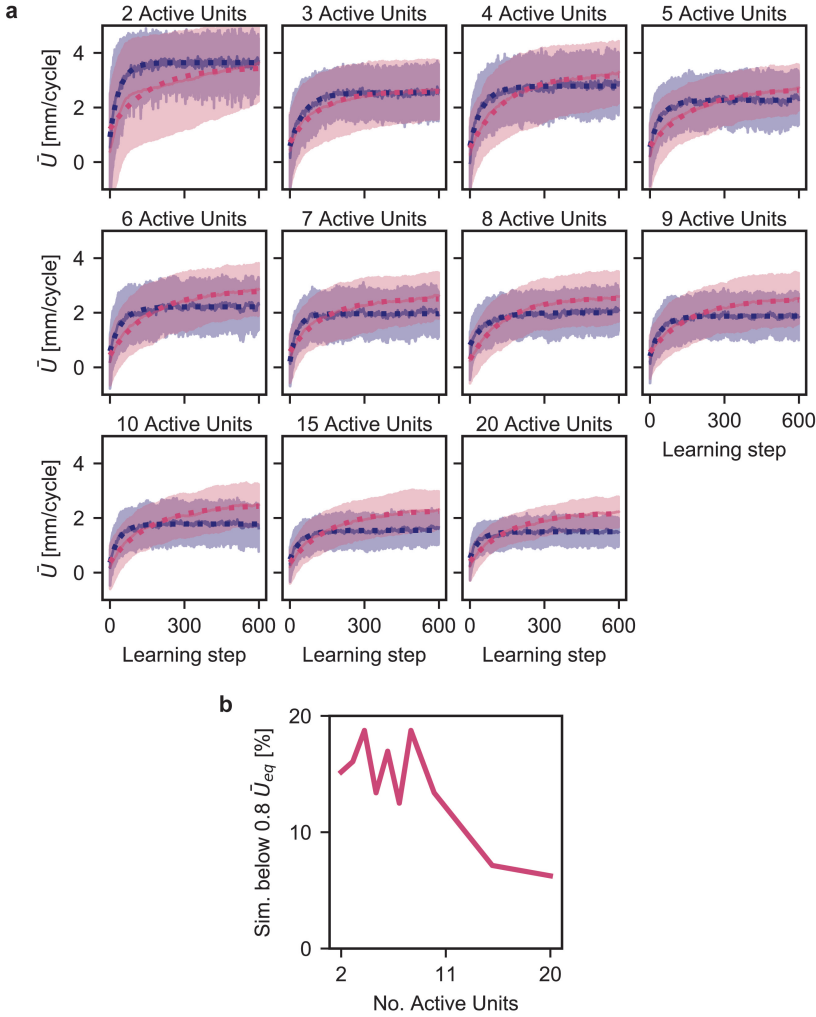 a
2 Active Units
3 Active Units
4 Active Units
5 Active Units
Ū [mm/cycle]
4
2
0
6 Active Units
7 Active Units
8 Active Units
9 Active Units
Ū [mm/cycle]
4
2
0
0 300 600
Learning step
10 Active Units
15 Active Units
20 Active Units
Ū [mm/cycle]
4
2
0
0 300 600
0 300 600
0 300 600
Learning step
Learning step
Learning step
b
Sim. below 0.8 Ū_eq [%]
20
10
0
2 11 20
No. Active Units